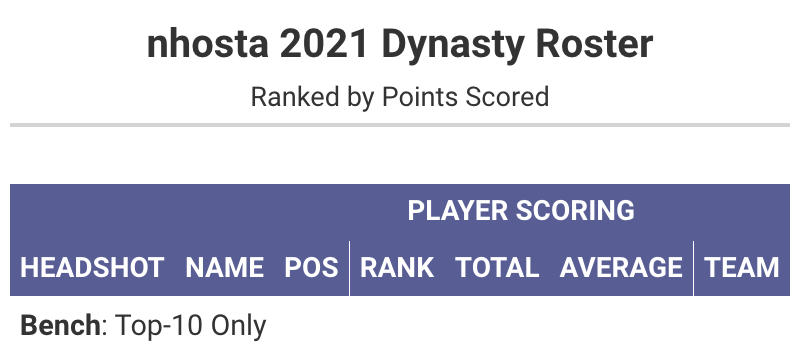 nhosta 2021 Dynasty Roster
Ranked by Points Scored
PLAYER SCORING
HEADSHOT NAME POS RANK TOTAL AVERAGE TEAM
Bench: Top-10 Only